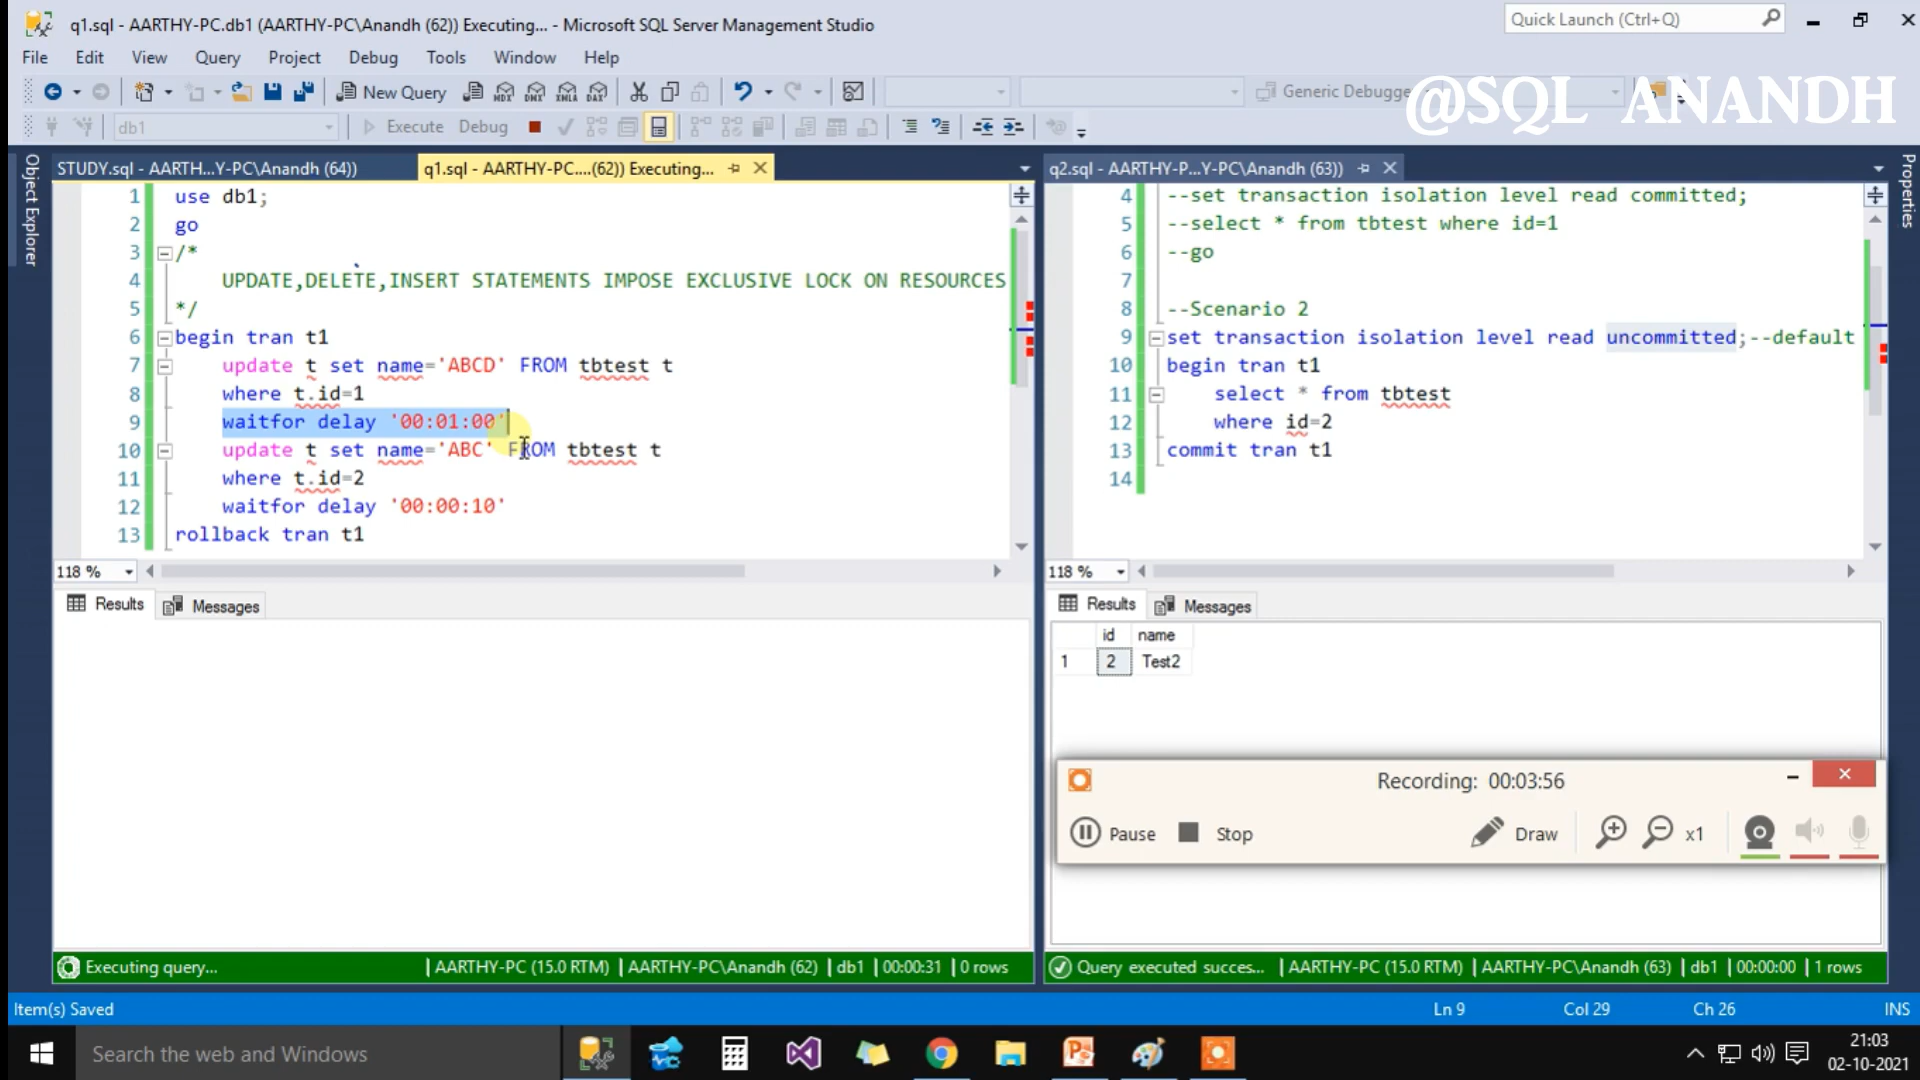 q1.sql - AARTHY-PC.db1 (AARTHY-PC\Anandh (62)) Executing... - Microsoft SQL Server Management Studio
Quick Launch (Ctrl+Q)
File Edit View Query Project Debug Tools Window Help
New Query
Generic Debugge
@SQL ANANDH
db1
Execute Debug
STUDY.sql - AARTH...Y-PC\Anandh (64))
q1.sql - AARTHY-PC....(62)) Executing...
q2.sql - AARTHY-P...Y-PC\Anandh (63))
Object Explorer
Properties
1 use db1;
2 go
3 /*
4 UPDATE,DELETE,INSERT STATEMENTS IMPOSE EXCLUSIVE LOCK ON RESOURCES
5 */
6 begin tran t1
7 update t set name='ABCD' FROM tbtest t
8 where t.id=1
9 waitfor delay '00:01:00'
10 update t set name='ABC' FROM tbtest t
11 where t.id=2
12 waitfor delay '00:00:10'
13 rollback tran t1
118 %
Results Messages
4 --set transaction isolation level read committed;
5 --select * from tbtest where id=1
6 --go
7
8 --Scenario 2
9 set transaction isolation level read uncommitted;--default
10 begin tran t1
11 select * from tbtest
12 where id=2
13 commit tran t1
14
118 %
Results Messages
id name
1 2 Test2
Recording: 00:03:56
Pause Stop Draw x1
Executing query... AARTHY-PC (15.0 RTM) AARTHY-PC\Anandh (62) db1 00:00:31 0 rows
Query executed succes... AARTHY-PC (15.0 RTM) AARTHY-PC\Anandh (63) db1 00:00:00 1 rows
Item(s) Saved Ln 9 Col 29 Ch 26 INS
Search the web and Windows
21:03
02-10-2021